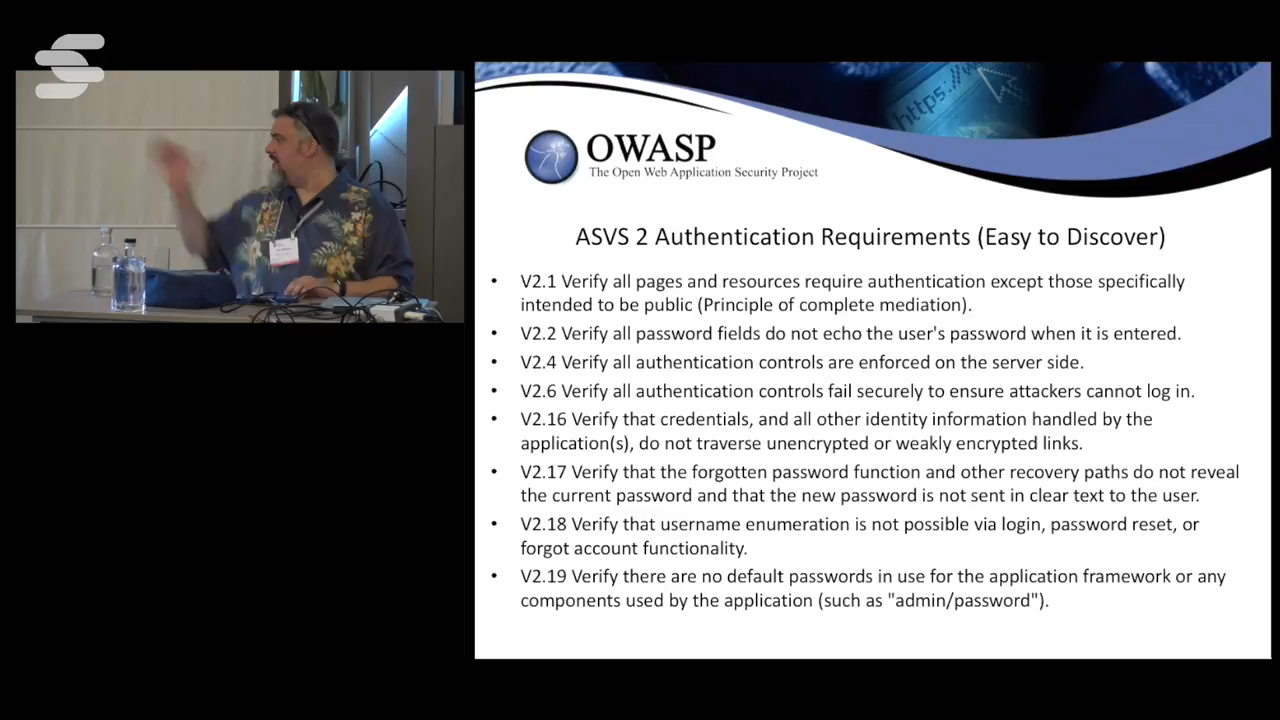 https://w
OWASP
The Open Web Application Security Project
ASVS 2 Authentication Requirements (Easy to Discover)
• V2.1 Verify all pages and resources require authentication except those specifically
intended to be public (Principle of complete mediation).
• V2.2 Verify all password fields do not echo the user's password when it is entered.
• V2.4 Verify all authentication controls are enforced on the server side.
• V2.6 Verify all authentication controls fail securely to ensure attackers cannot log in.
• V2.16 Verify that credentials, and all other identity information handled by the
application(s), do not traverse unencrypted or weakly encrypted links.
• V2.17 Verify that the forgotten password function and other recovery paths do not reveal
the current password and that the new password is not sent in clear text to the user.
• V2.18 Verify that username enumeration is not possible via login, password reset, or
forgot account functionality.
• V2.19 Verify there are no default passwords in use for the application framework or any
components used by the application (such as "admin/password").